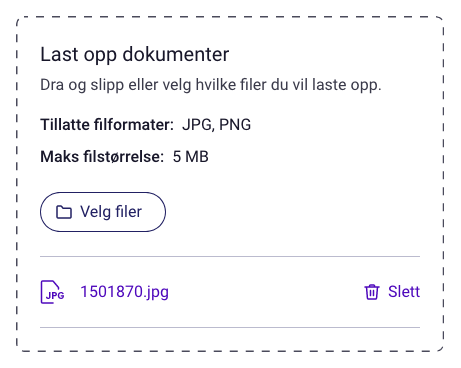 Last opp dokumenter
Dra og slipp eller velg hvilke filer du vil laste opp.
Tillatte filformater: JPG, PNG
Maks filstørrelse: 5 MB
Velg filer
JPG 1501870.jpg Slett